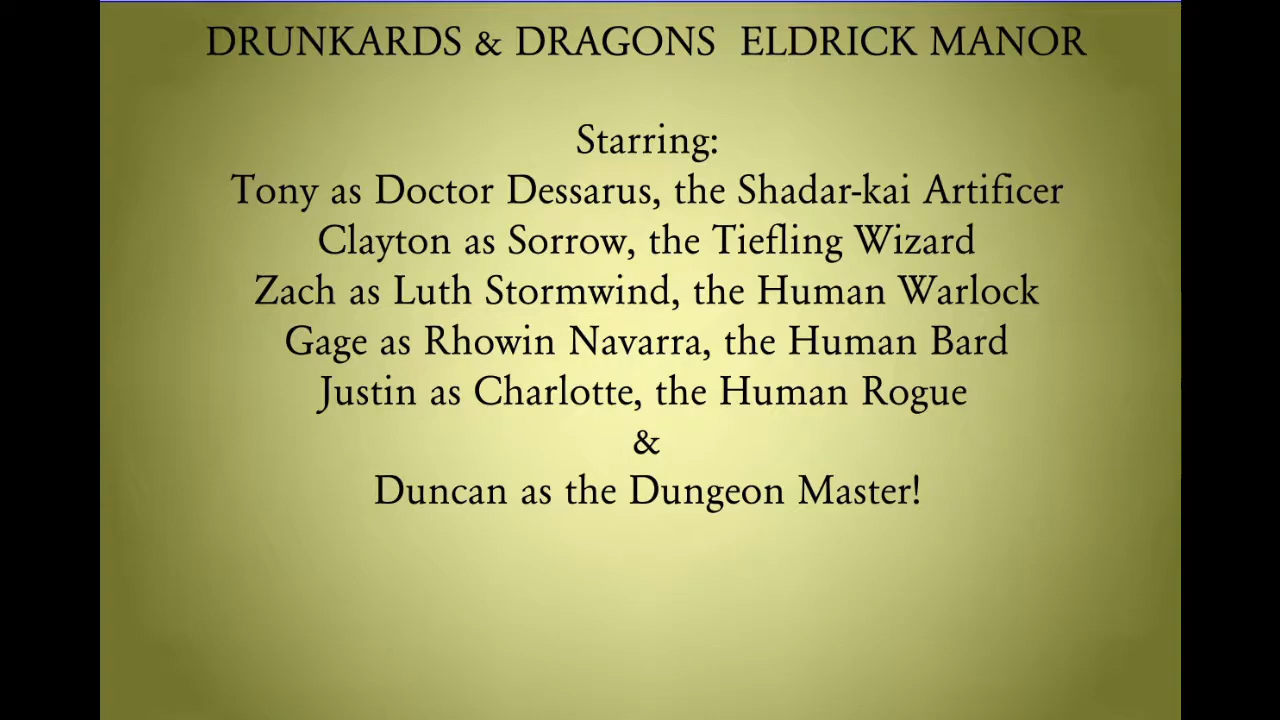 DRUNKARDS & DRAGONS ELDRICK MANOR
Starring:
Tony as Doctor Dessarus, the Shadar-kai Artificer
Clayton as Sorrow, the Tiefling Wizard
Zach as Luth Stormwind, the Human Warlock
Gage as Rhowin Navarra, the Human Bard
Justin as Charlotte, the Human Rogue
&
Duncan as the Dungeon Master!